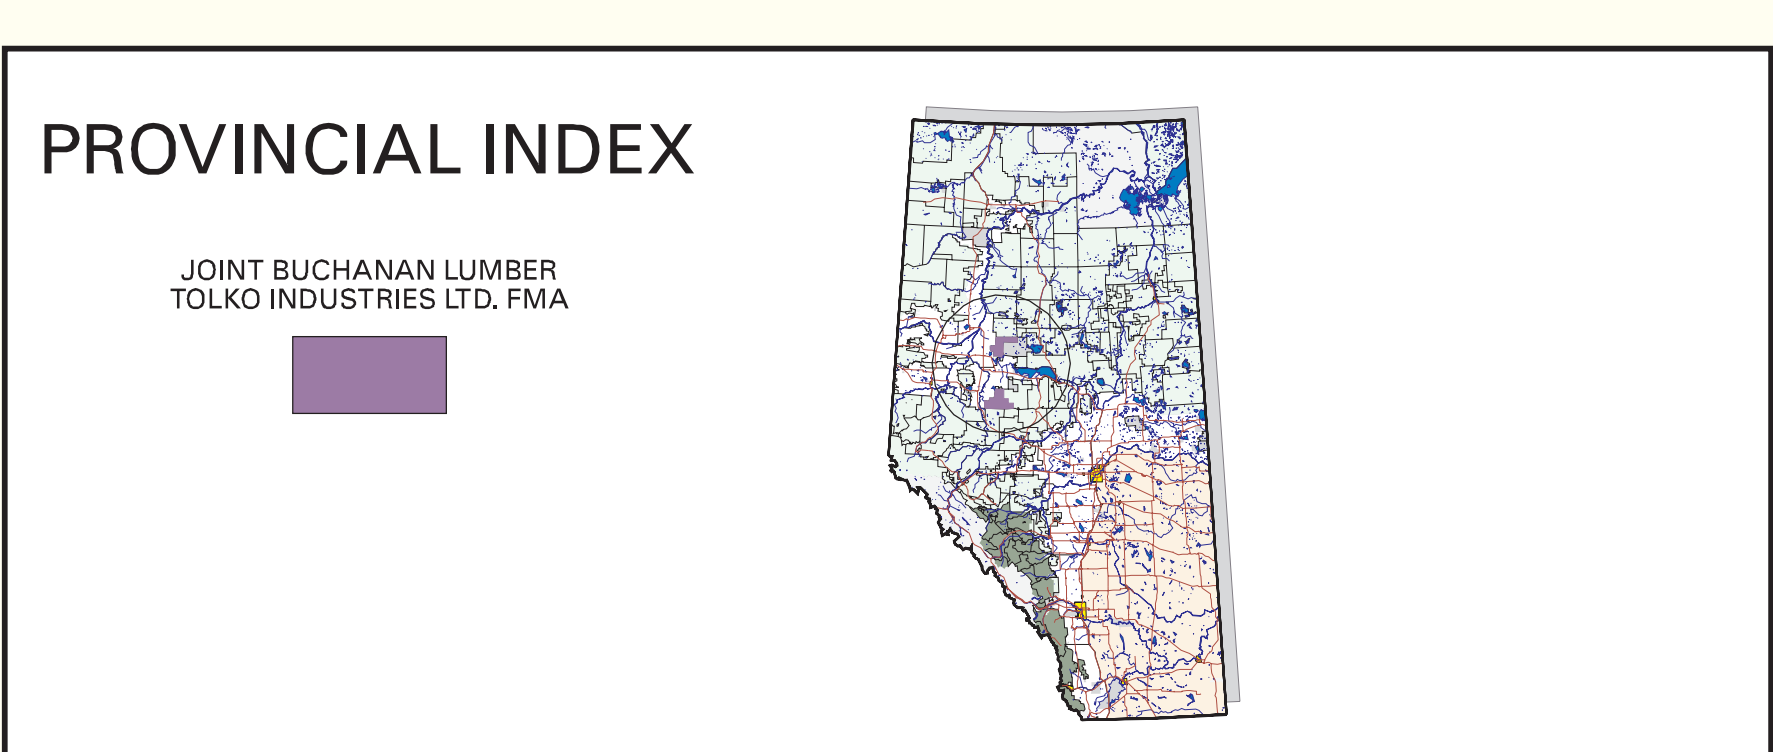 PROVINCIAL INDEX
JOINT BUCHANAN LUMBER
TOLKO INDUSTRIES LTD. FMA